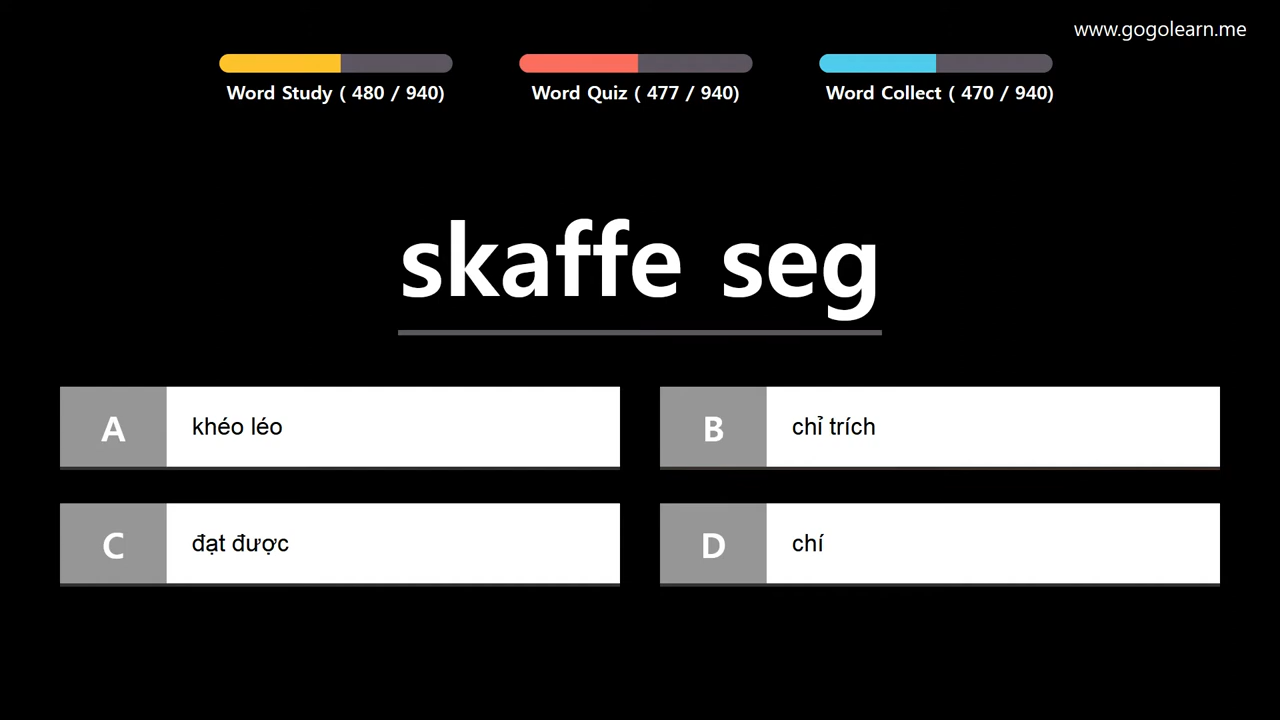 www.gogolearn.me
Word Study ( 480 / 940)
Word Quiz ( 477 / 940)
Word Collect ( 470 / 940)
skaffe seg
A khéo léo
B chỉ trích
C đạt được
D chí